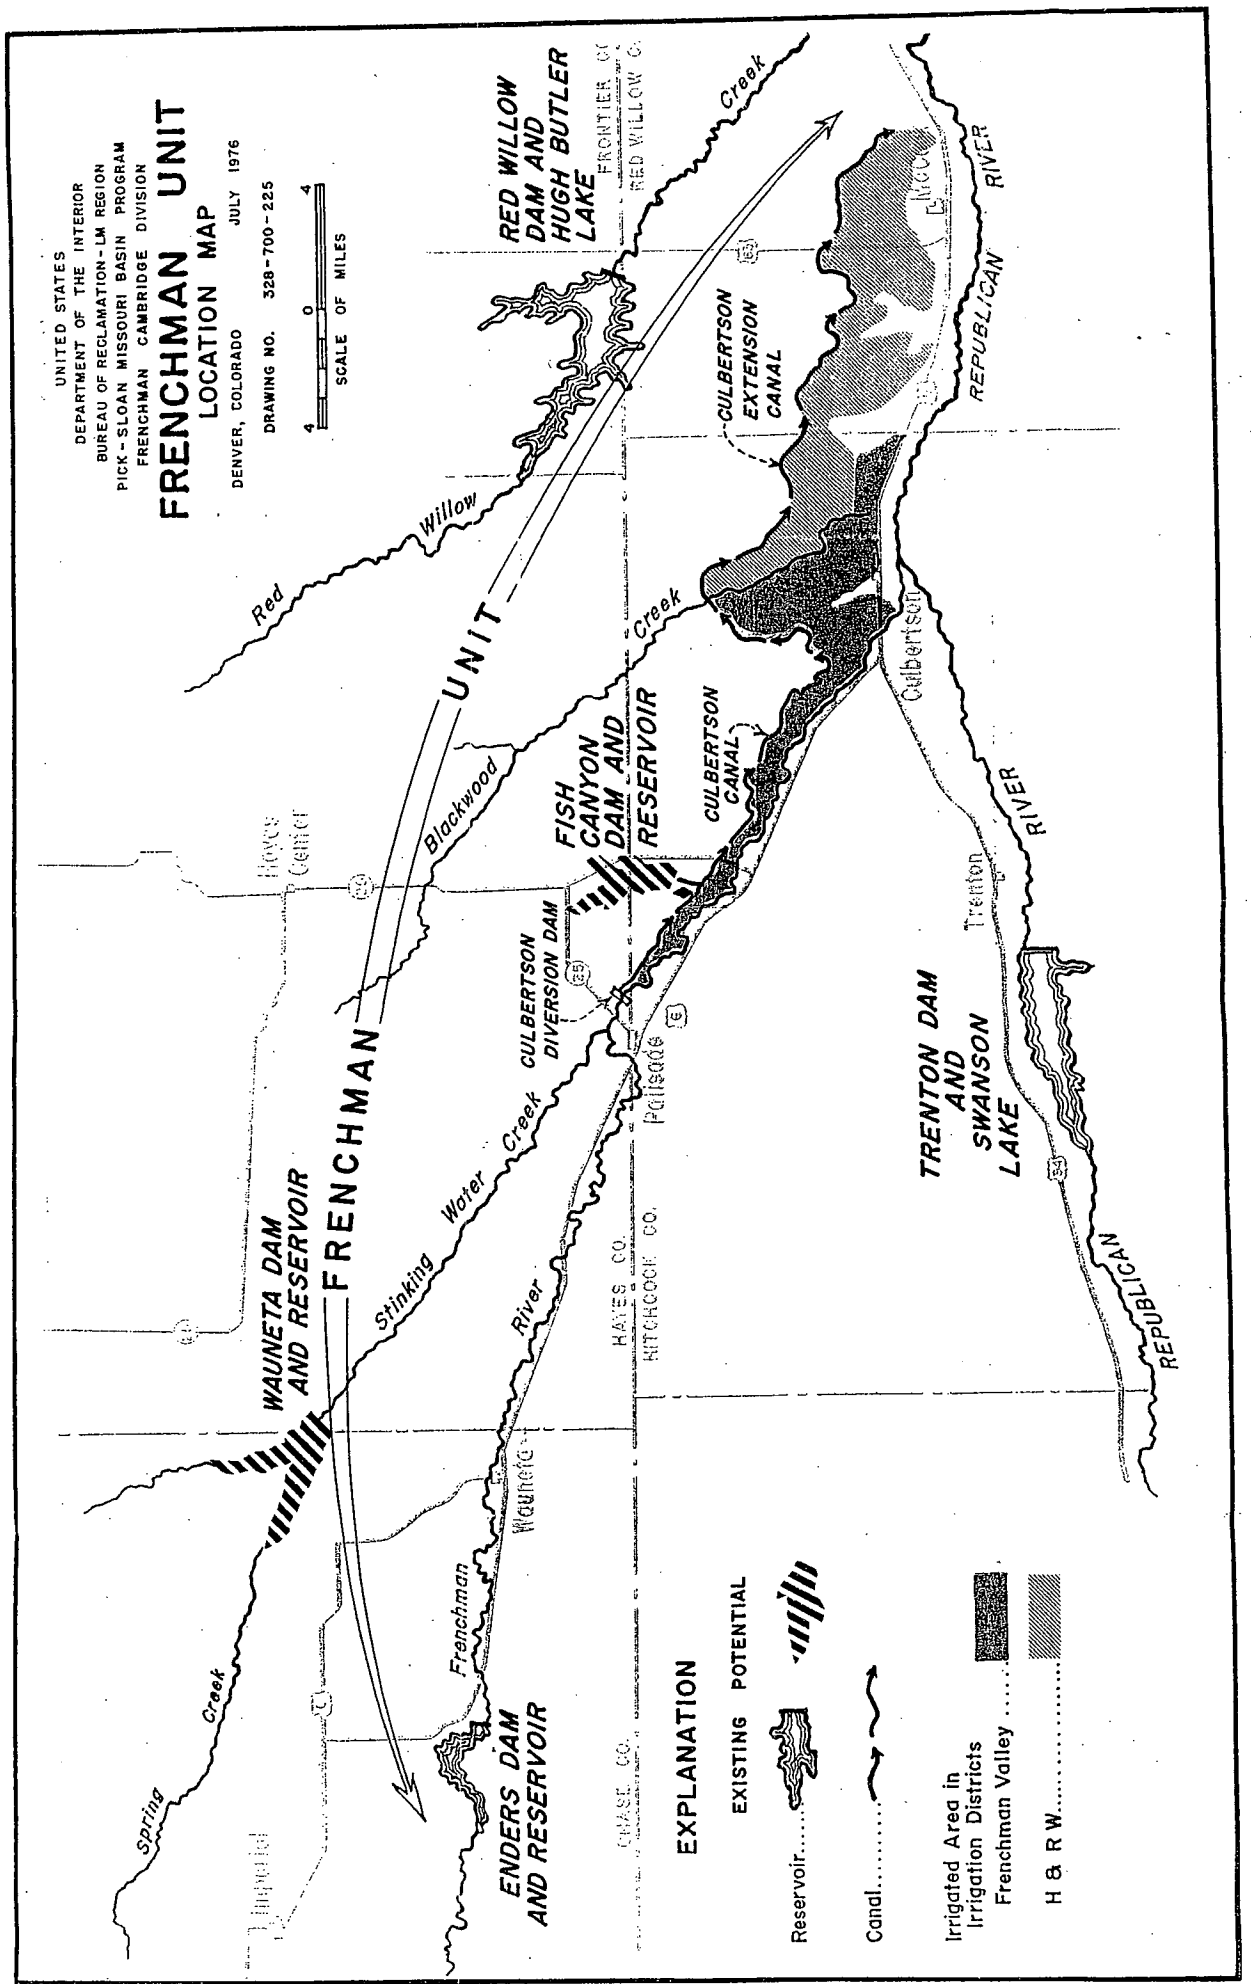 UNITED STATES
DEPARTMENT OF THE INTERIOR
BUREAU OF RECLAMATION-LM REGION
PICK-SLOAN MISSOURI BASIN PROGRAM
FRENCHMAN CAMBRIDGE DIVISION
FRENCHMAN UNIT
LOCATION MAP
DENVER, COLORADO JULY 1976
DRAWING NO. 328-700-225
4 0 4
SCALE OF MILES
RED WILLOW
DAM AND
HUGH BUTLER
LAKE
FRONTIER CO
RED WILLOW
Creek
Willow
Red
83
CULBERTSON
EXTENSION
CANAL
REPUBLICAN RIVER
FRENCHMAN UNIT
Blackwood Creek
Hayes
Center
FISH
CANYON
DAM AND
RESERVOIR
CULBERTSON
CANAL
Culbertson
CULBERTSON
DIVERSION DAM
25
6
Palisade
Trenton
RIVER
TRENTON DAM
AND
SWANSON
LAKE
34
REPUBLICAN
WAUNETA DAM
AND RESERVOIR
Stinking Water Creek
HAYES CO.
HITCHCOCK CO.
Frenchman River
Wauneta
Spring Creek
Imperial
ENDERS DAM
AND RESERVOIR
CHASE CO.
EXPLANATION
EXISTING POTENTIAL
Reservoir.....
Canal.........
Irrigated Area in
Irrigation Districts
Frenchman Valley ....
H & R W..............